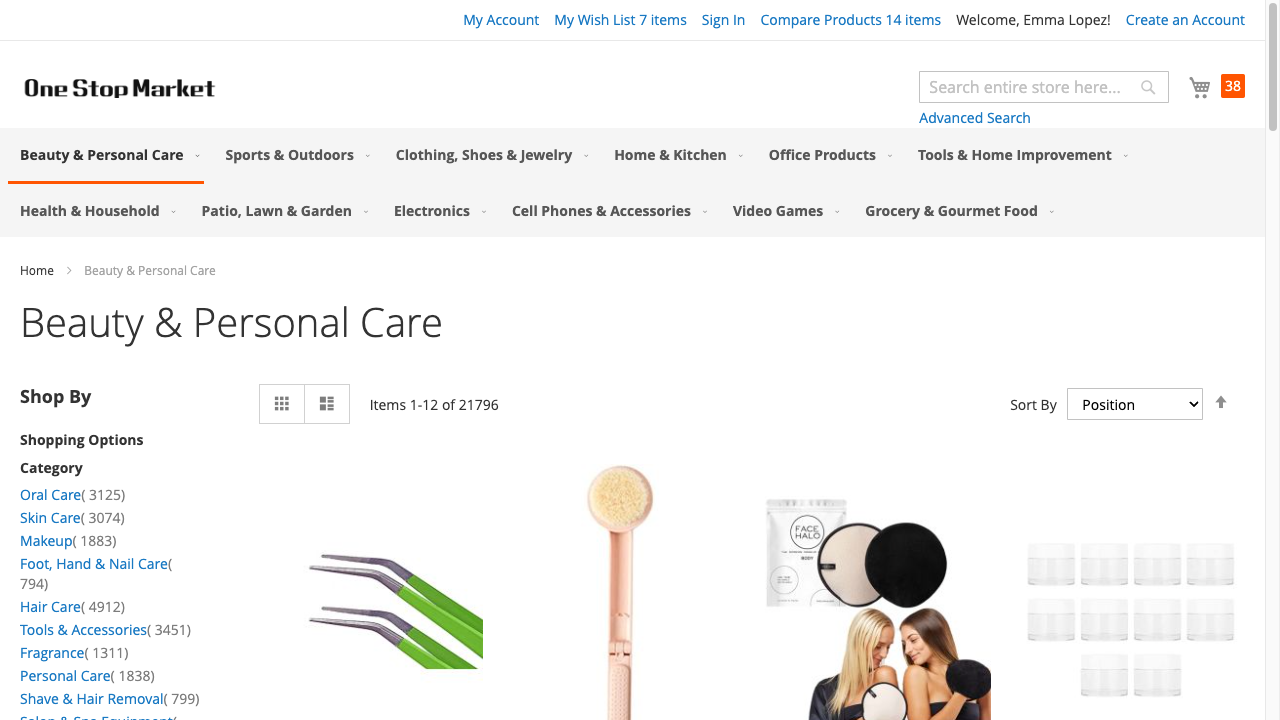 My Account My Wish List 7 items Sign In Compare Products 14 items Welcome, Emma Lopez! Create an Account
One Stop Market
Search entire store here...
38
Advanced Search
Beauty & Personal Care Sports & Outdoors Clothing, Shoes & Jewelry Home & Kitchen Office Products Tools & Home Improvement
Health & Household Patio, Lawn & Garden Electronics Cell Phones & Accessories Video Games Grocery & Gourmet Food
Home Beauty & Personal Care
Beauty & Personal Care
Shop By
Items 1-12 of 21796
Sort By Position
Shopping Options
Category
Oral Care( 3125)
Skin Care( 3074)
Makeup( 1883)
Foot, Hand & Nail Care(
794)
Hair Care( 4912)
Tools & Accessories( 3451)
Fragrance( 1311)
Personal Care( 1838)
Shave & Hair Removal( 799)
Salon & Spa Equipment(
FACE
HALO
BODY